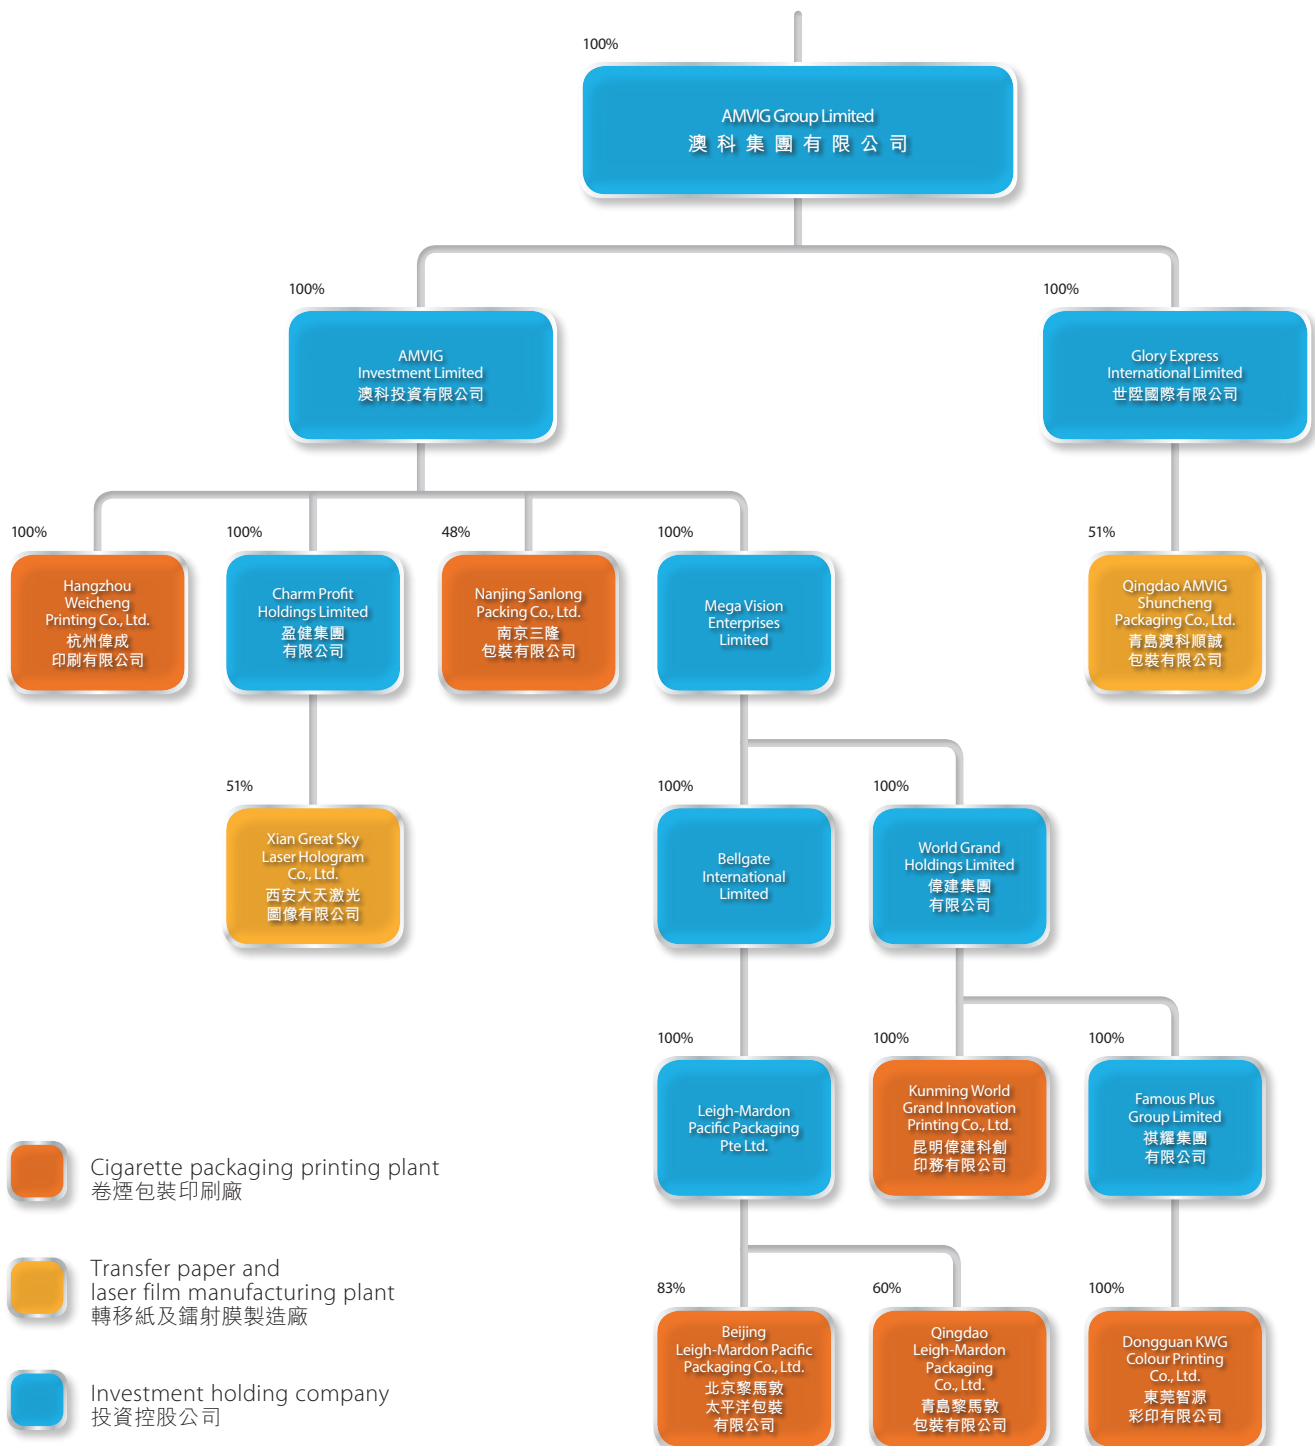 100%
AMVIG Group Limited
澳科集團有限公司
100%
AMVIG
Investment Limited
澳科投資有限公司
100%
Glory Express
International Limited
世陞國際有限公司
100%
Hangzhou
Weicheng
Printing Co., Ltd.
杭州偉成
印刷有限公司
100%
Charm Profit
Holdings Limited
盈健集團
有限公司
48%
Nanjing Sanlong
Packing Co., Ltd.
南京三隆
包裝有限公司
100%
Mega Vision
Enterprises
Limited
51%
Qingdao AMVIG
Shuncheng
Packaging Co., Ltd.
青島澳科順誠
包裝有限公司
51%
Xian Great Sky
Laser Hologram
Co., Ltd.
西安大天激光
圖像有限公司
100%
Bellgate
International
Limited
100%
World Grand
Holdings Limited
偉建集團
有限公司
100%
Leigh-Mardon
Pacific Packaging
Pte Ltd.
100%
Kunming World
Grand Innovation
Printing Co., Ltd.
昆明偉建科創
印務有限公司
100%
Famous Plus
Group Limited
祺耀集團
有限公司
83%
Beijing
Leigh-Mardon Pacific
Packaging Co., Ltd.
北京黎馬敦
太平洋包裝
有限公司
60%
Qingdao
Leigh-Mardon
Packaging
Co., Ltd.
青島黎馬敦
包裝有限公司
100%
Dongguan KWG
Colour Printing
Co., Ltd.
東莞智源
彩印有限公司
Cigarette packaging printing plant
卷煙包裝印刷廠
Transfer paper and
laser film manufacturing plant
轉移紙及鐳射膜製造廠
Investment holding company
投資控股公司